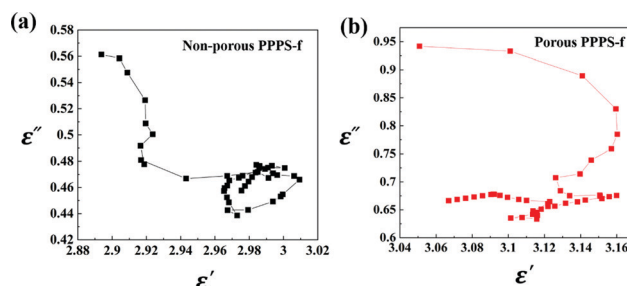 (a)
Non-porous PPPS-f
0.58
0.56
0.54
0.52
0.5
0.48
0.46
0.44
0.42
ε″
2.88 2.9 2.92 2.94 2.96 2.98 3 3.02
ε′
(b)
Porous PPPS-f
0.95
0.9
0.85
0.8
0.75
0.7
0.65
0.6
ε″
3.04 3.06 3.08 3.1 3.12 3.14 3.16
ε′